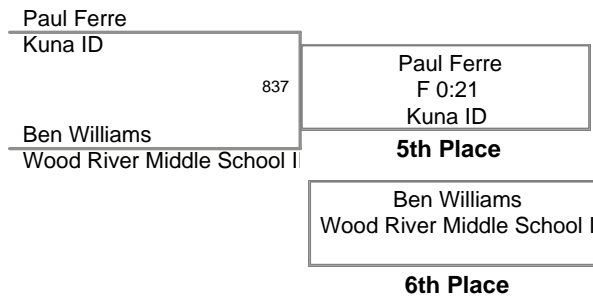 Paul Ferre
Kuna ID
837
Ben Williams
Wood River Middle School I
Paul Ferre
F 0:21
Kuna ID
5th Place
Ben Williams
Wood River Middle School
6th Place